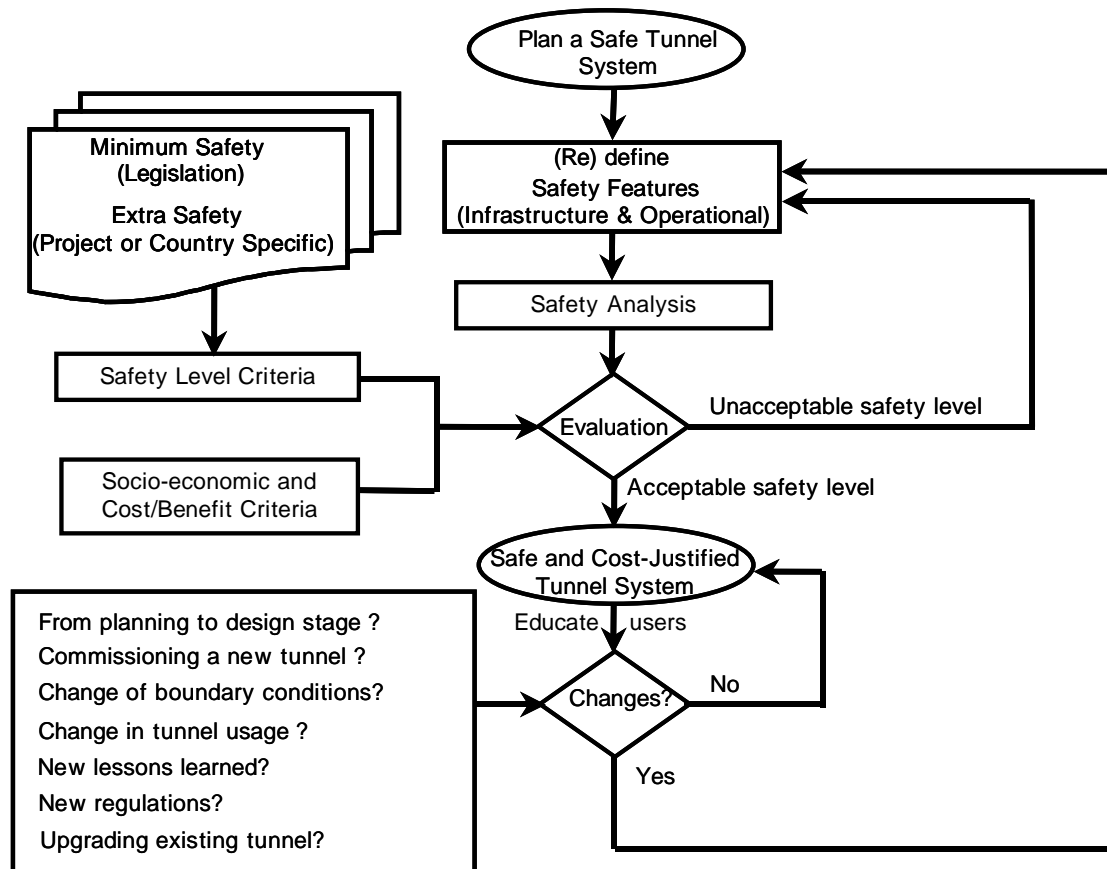 Plan a Safe Tunnel
System
Minimum Safety
(Legislation)
Extra Safety
(Project or Country Specific)
(Re) define
Safety Features
(Infrastructure & Operational)
Safety Analysis
Safety Level Criteria
Evaluation
Unacceptable safety level
Socio-economic and
Cost/Benefit Criteria
Acceptable safety level
Safe and Cost-Justified
Tunnel System
Educate users
From planning to design stage ?
Commissioning a new tunnel ?
Change of boundary conditions?
Change in tunnel usage ?
New lessons learned?
New regulations?
Upgrading existing tunnel?
Changes?
No
Yes